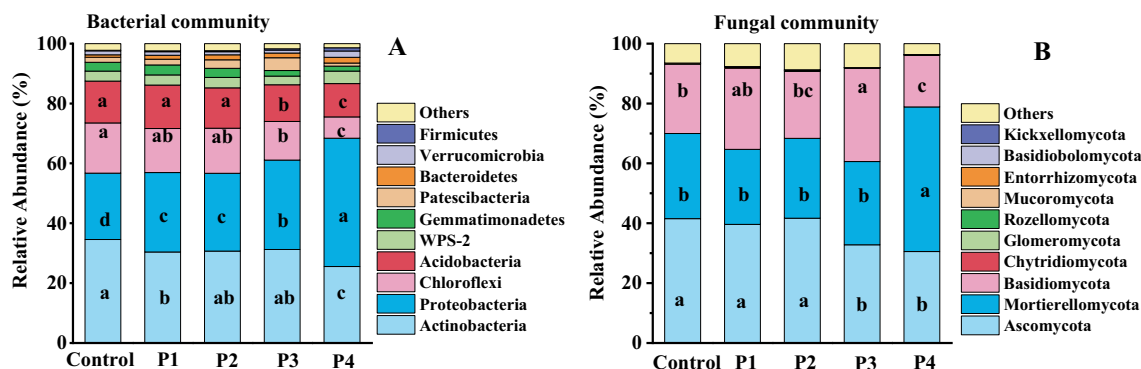 Bacterial community
A
Relative Abundance (%)
100
80
60
40
20
0
a a a b c
a ab ab b c
d c c b a
a b ab ab c
Control P1 P2 P3 P4
Others
Firmicutes
Verrucomicrobia
Bacteroidetes
Patescibacteria
Gemmatimonadetes
WPS-2
Acidobacteria
Chloroflexi
Proteobacteria
Actinobacteria
Fungal community
B
Relative Abundance (%)
100
80
60
40
20
0
b ab bc a c
b b b b a
a a a b b
Control P1 P2 P3 P4
Others
Kickxellomycota
Basidiobolomycota
Entorrhizomycota
Mucoromycota
Rozellomycota
Glomeromycota
Chytridiomycota
Basidiomycota
Mortierellomycota
Ascomycota